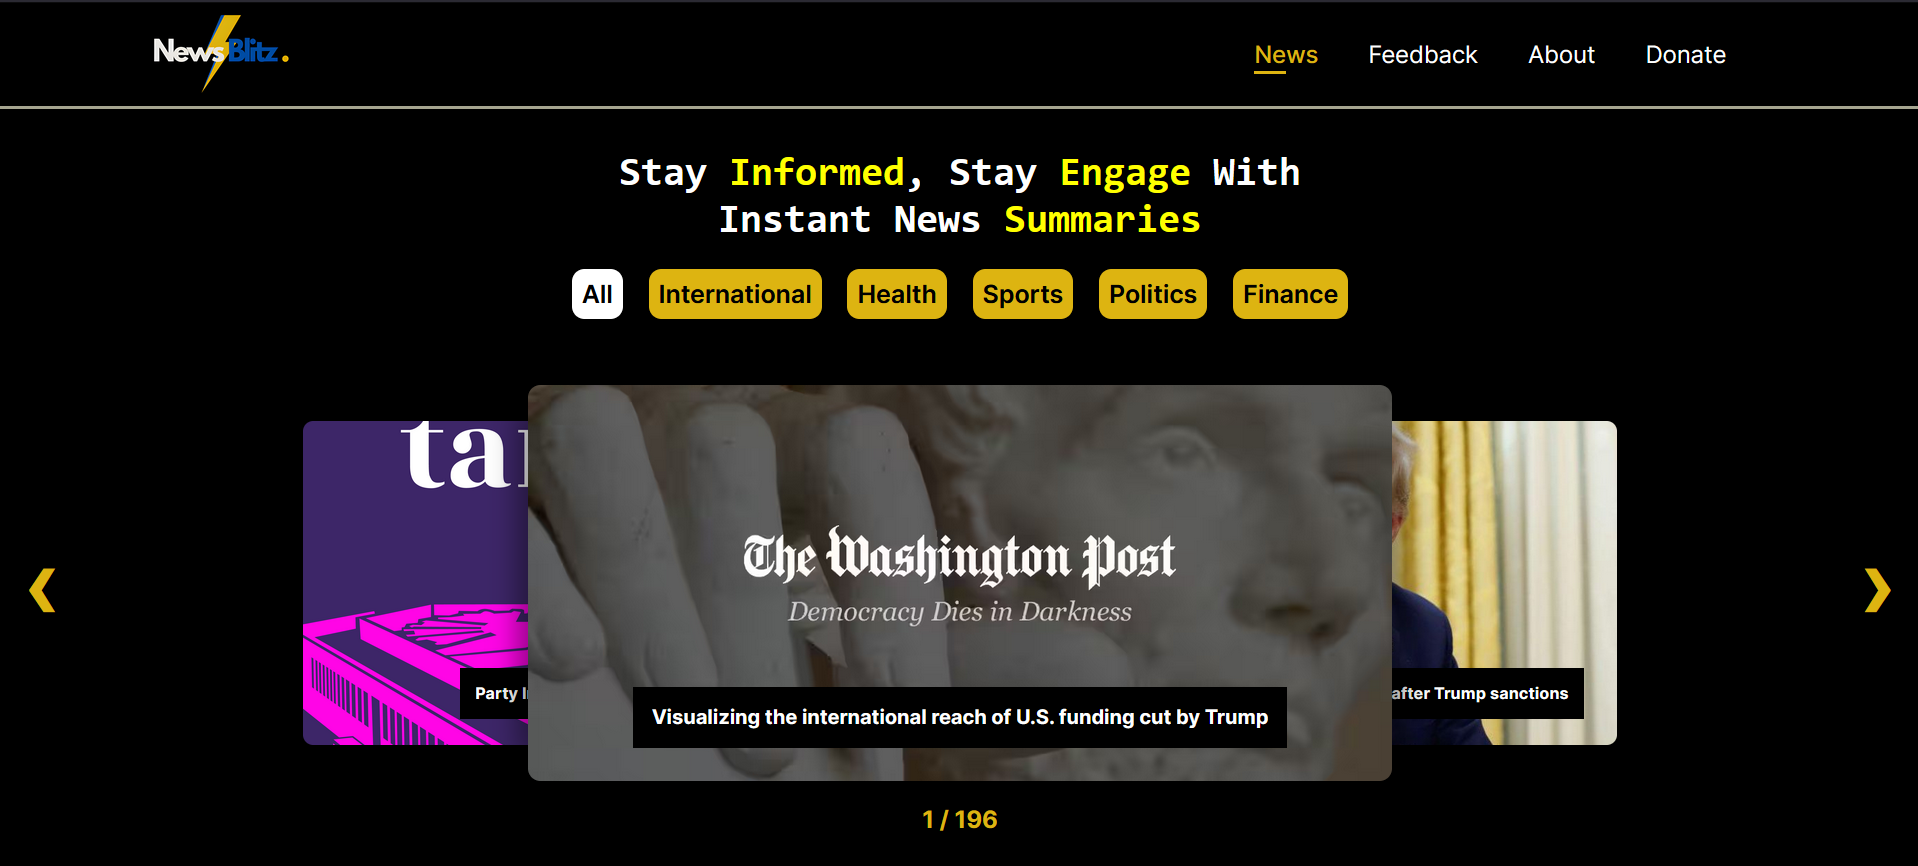 NewsBlitz.
News Feedback About Donate
Stay Informed, Stay Engage With
Instant News Summaries
All International Health Sports Politics Finance
The Washington Post
Democracy Dies in Darkness
Party
after Trump sanctions
Visualizing the international reach of U.S. funding cut by Trump
1 / 196